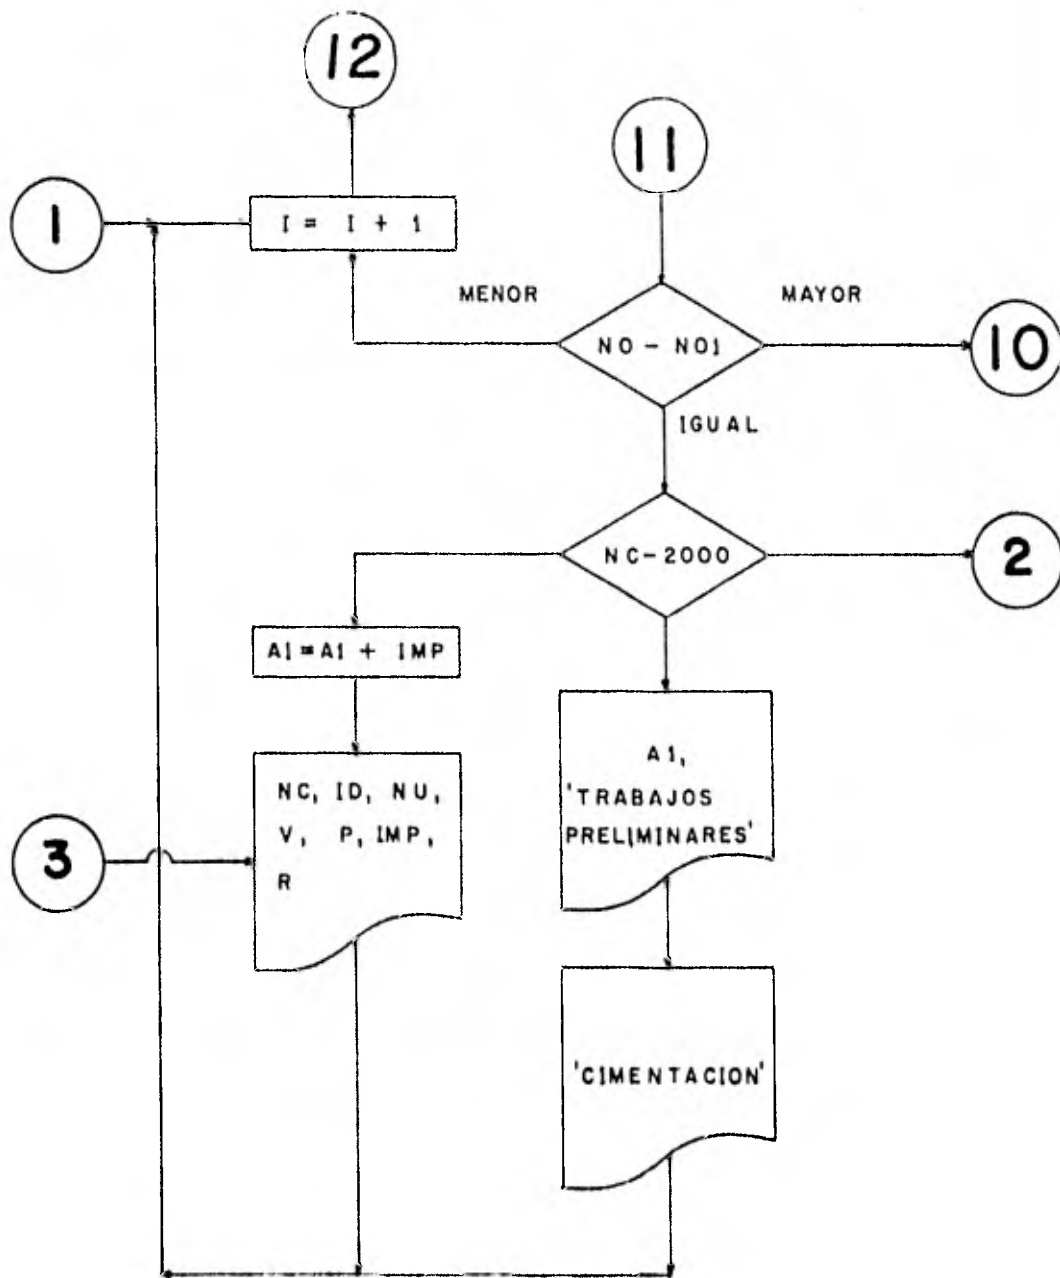 12
11
1
I = I + 1
MENOR
MAYOR
NO - NO1
10
IGUAL
NC-2000
2
A1=A1 + IMP
A1,
'TRABAJOS
PRELIMINARES'
NC, ID, NU,
V, P, IMP,
R
3
'CIMENTACION'